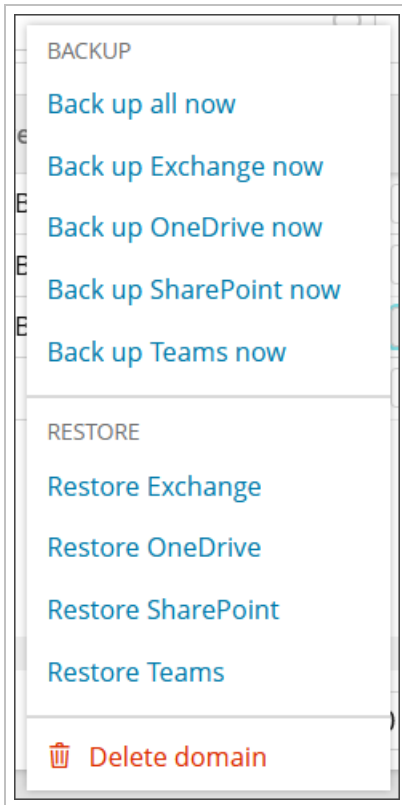 BACKUP
Back up all now
Back up Exchange now
Back up OneDrive now
Back up SharePoint now
Back up Teams now
RESTORE
Restore Exchange
Restore OneDrive
Restore SharePoint
Restore Teams
Delete domain